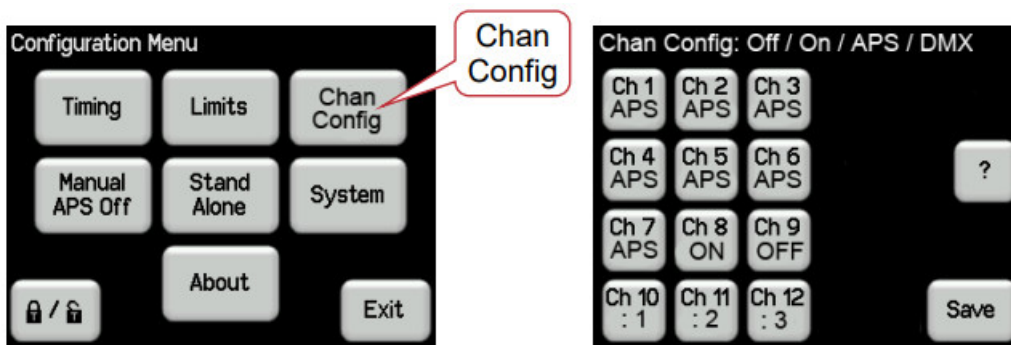 Configuration Menu
Timing
Limits
Chan
Config
Manual
APS Off
Stand
Alone
System
About
/
Exit
Chan
Config
Chan Config: Off / On / APS / DMX
Ch 1
APS
Ch 2
APS
Ch 3
APS
Ch 4
APS
Ch 5
APS
Ch 6
APS
?
Ch 7
APS
Ch 8
ON
Ch 9
OFF
Ch 10
: 1
Ch 11
: 2
Ch 12
: 3
Save